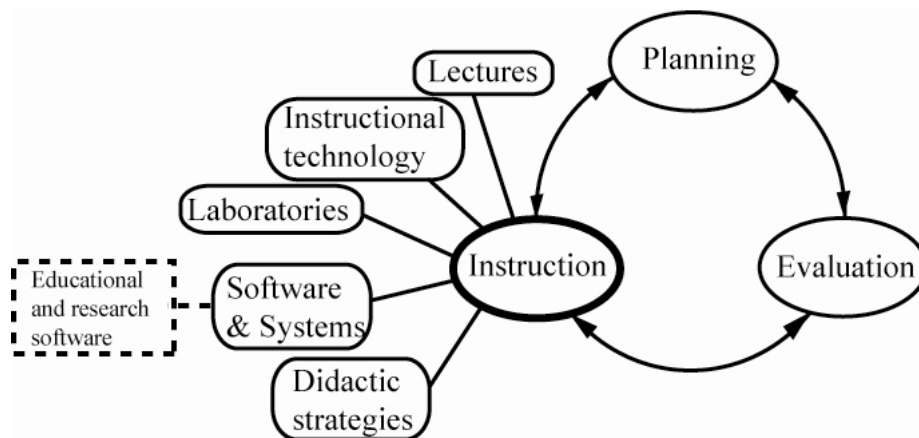 Planning
Lectures
Instructional
technology
Laboratories
Instruction
Evaluation
Educational
and research
software
Software
& Systems
Didactic
strategies